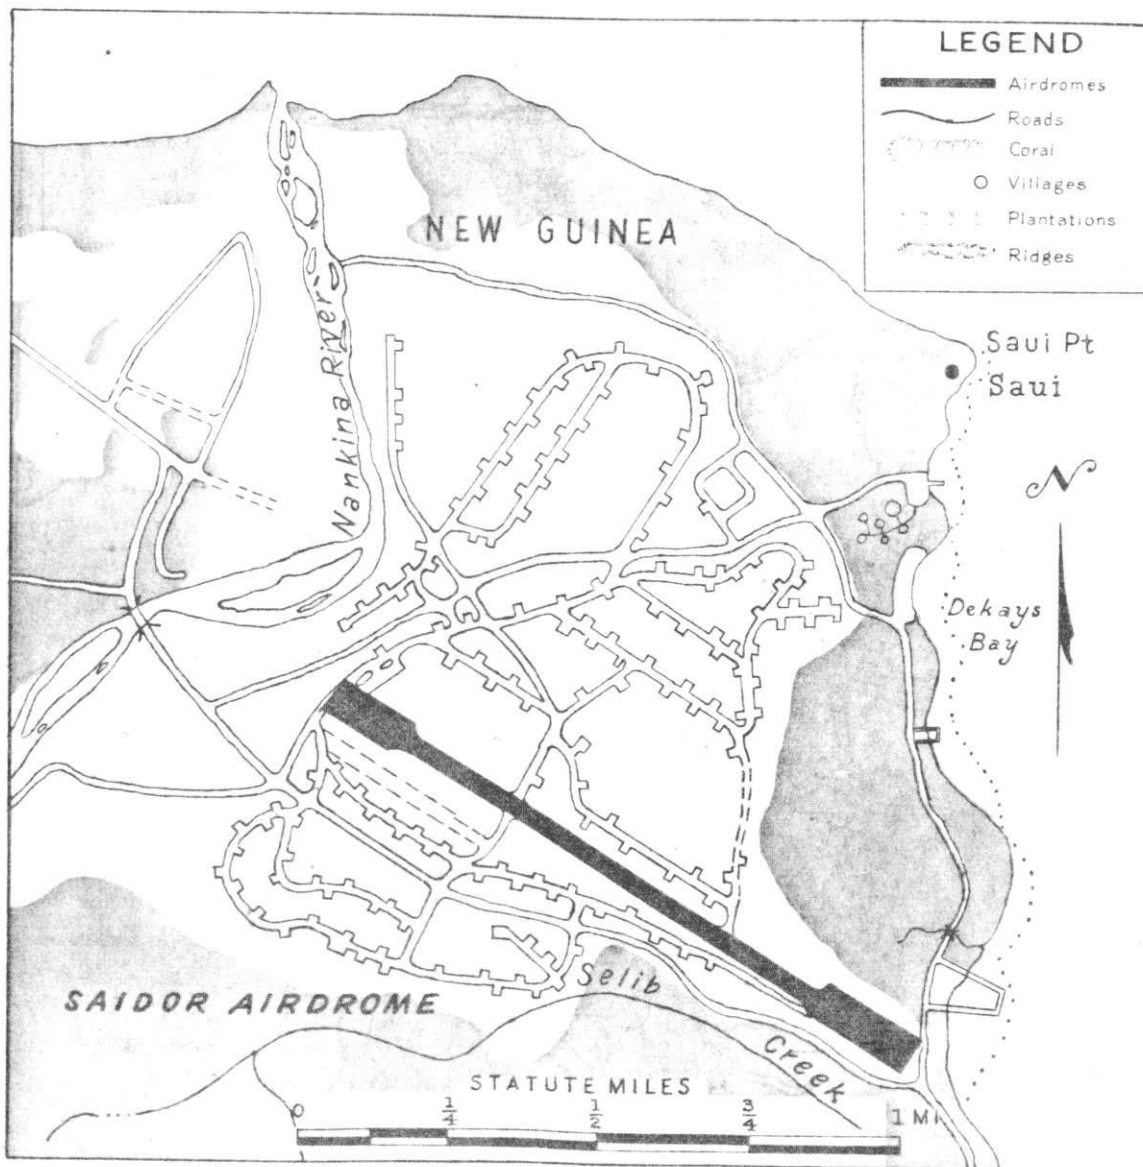 LEGEND
Airdromes
Roads
Coral
Villages
Plantations
Ridges
NEW GUINEA
Nankina River
Saui Pt
Saui
N
Dekays
Bay
SAIDOR AIRDROME
Selib
Creek
STATUTE MILES
0 1/4 1/2 3/4 1 MI